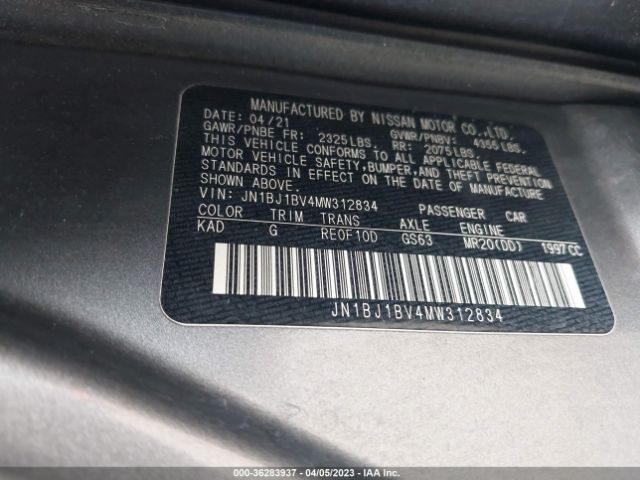 MANUFACTURED BY NISSAN MOTOR CO.,LTD.
DATE: 04/21 GVWR/PNBV: 4355 LBS.
GAWR/PNBE FR: 2325 LBS. RR: 2075 LBS.
THIS VEHICLE CONFORMS TO ALL APPLICABLE FEDERAL
MOTOR VEHICLE SAFETY, BUMPER, AND THEFT PREVENTION
STANDARDS IN EFFECT ON THE DATE OF MANUFACTURE
SHOWN ABOVE.
VIN: JN1BJ1BV4MW312834 PASSENGER CAR
COLOR TRIM TRANS AXLE ENGINE
KAD G RE0F10D GS63 MR20(DD) 1997CC
JN1BJ1BV4MW312834
000-36283937 - 04/05/2023 - IAA Inc.